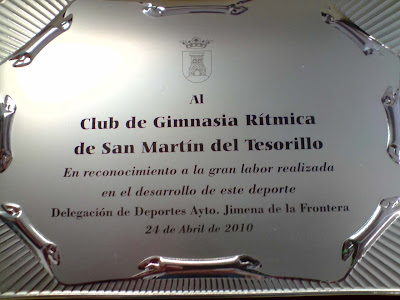 Al
Club de Gimnasia Rítmica
de San Martín del Tesorillo
En reconocimiento a la gran labor realizada
en el desarrollo de este deporte
Delegación de Deportes Ayto. Jimena de la Frontera
24 de Abril de 2010